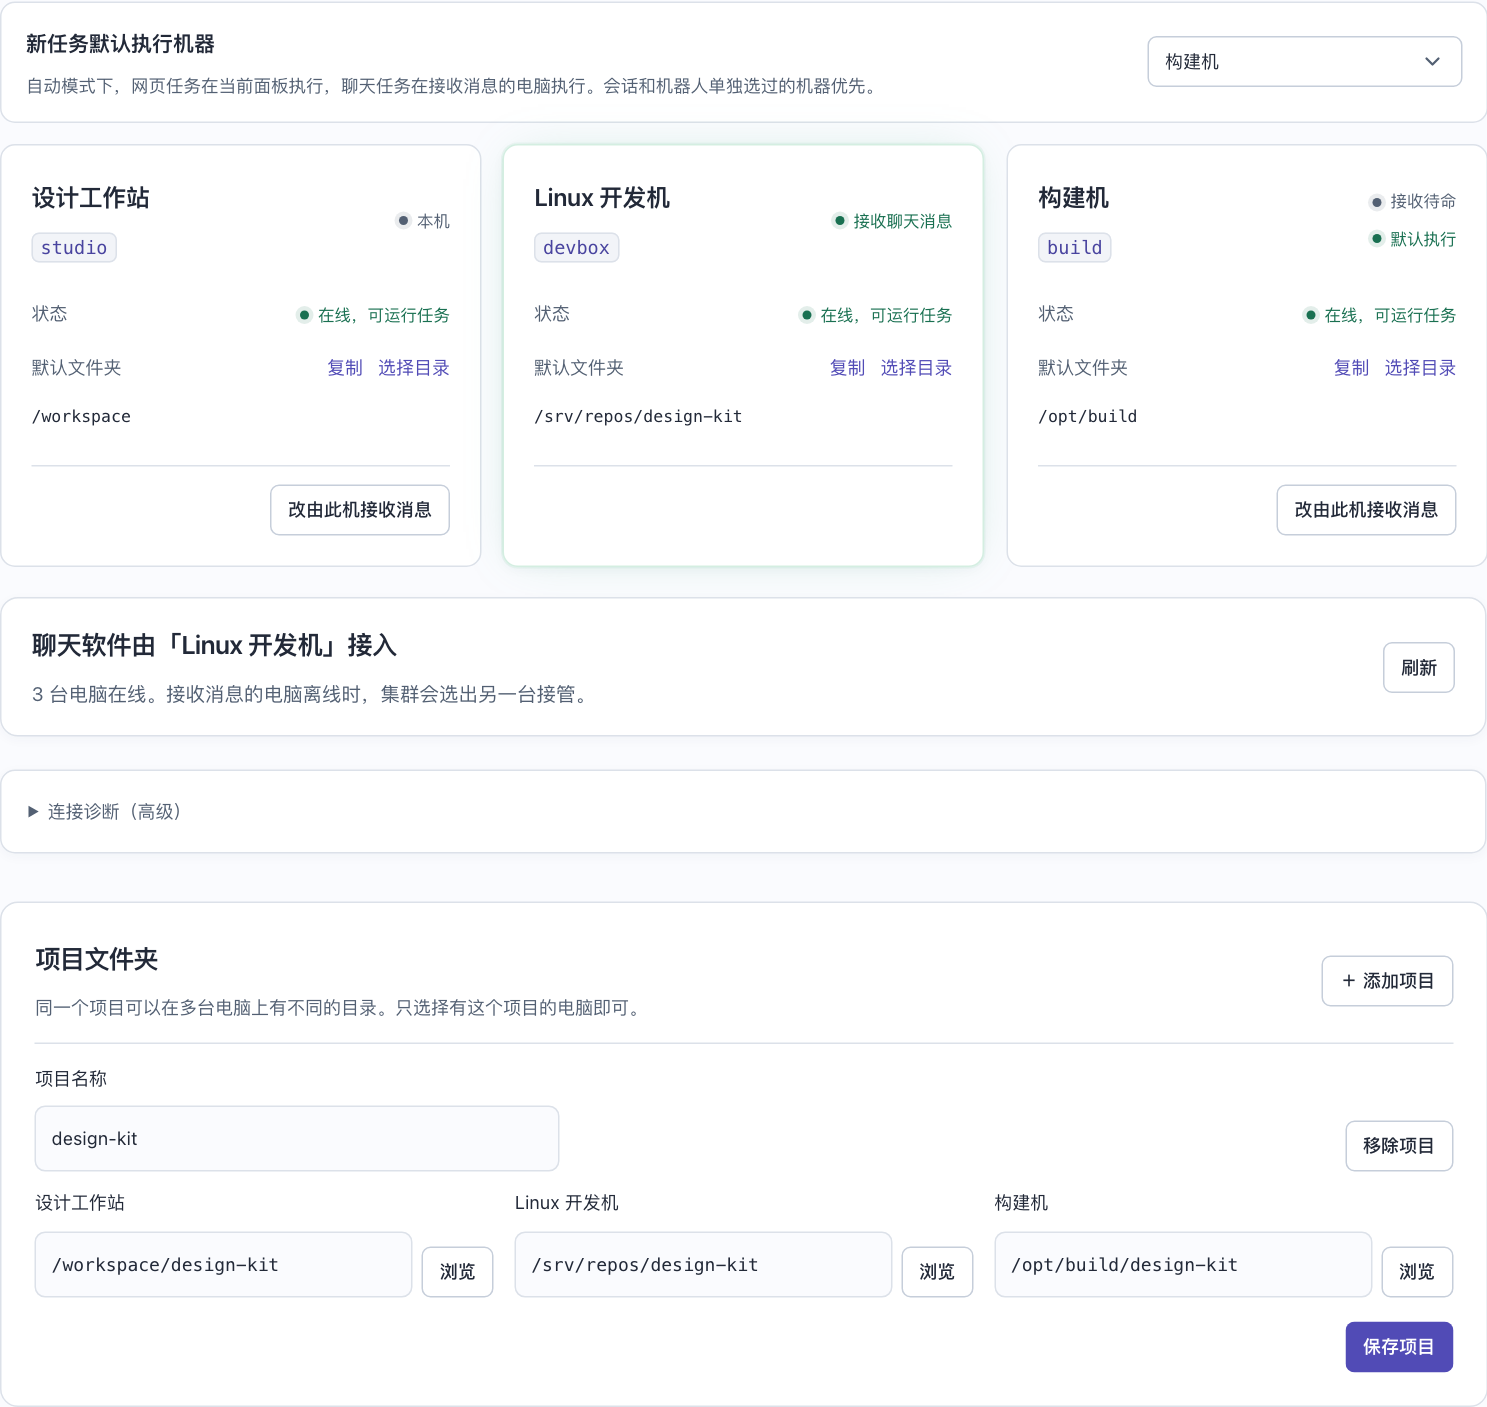 新任务默认执行机器
自动模式下，网页任务在当前面板执行，聊天任务在接收消息的电脑执行。会话和机器人单独选过的机器优先。
构建机
设计工作站
studio
本机
状态
在线，可运行任务
默认文件夹
复制 选择目录
/workspace
改由此机接收消息
Linux 开发机
devbox
接收聊天消息
状态
在线，可运行任务
默认文件夹
复制 选择目录
/srv/repos/design-kit
构建机
build
接收待命
默认执行
状态
在线，可运行任务
默认文件夹
复制 选择目录
/opt/build
改由此机接收消息
聊天软件由「Linux 开发机」接入
3 台电脑在线。接收消息的电脑离线时，集群会选出另一台接管。
刷新
连接诊断（高级）
项目文件夹
同一个项目可以在多台电脑上有不同的目录。只选择有这个项目的电脑即可。
+ 添加项目
项目名称
design-kit
移除项目
设计工作站
/workspace/design-kit
浏览
Linux 开发机
/srv/repos/design-kit
浏览
构建机
/opt/build/design-kit
浏览
保存项目